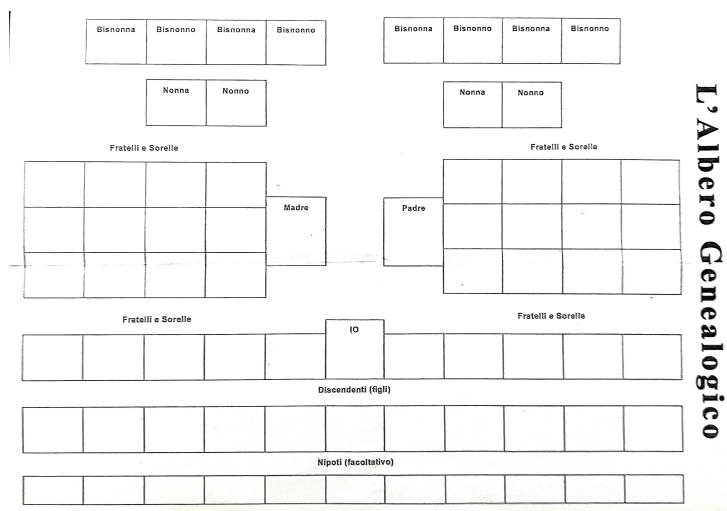 Bisnonna Bisnonno Bisnonna Bisnonno Bisnonna Bisnonno Bisnonna Bisnonno
Nonna Nonno Nonna Nonno
Fratelli e Sorelle Fratelli e Sorelle
Madre Padre
Fratelli e Sorelle IO Fratelli e Sorelle
Discendenti (figli)
Nipoti (facoltativo)
L'Albero Genealogico